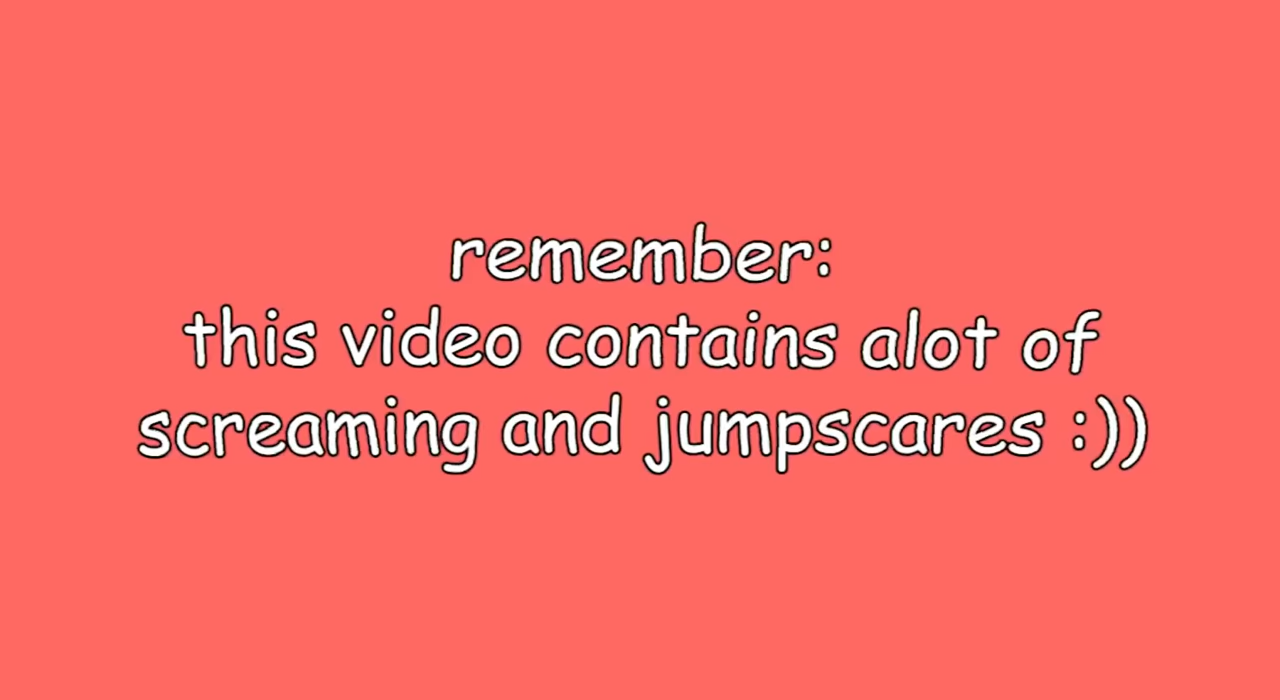 remember:
this video contains alot of
screaming and jumpscares :))